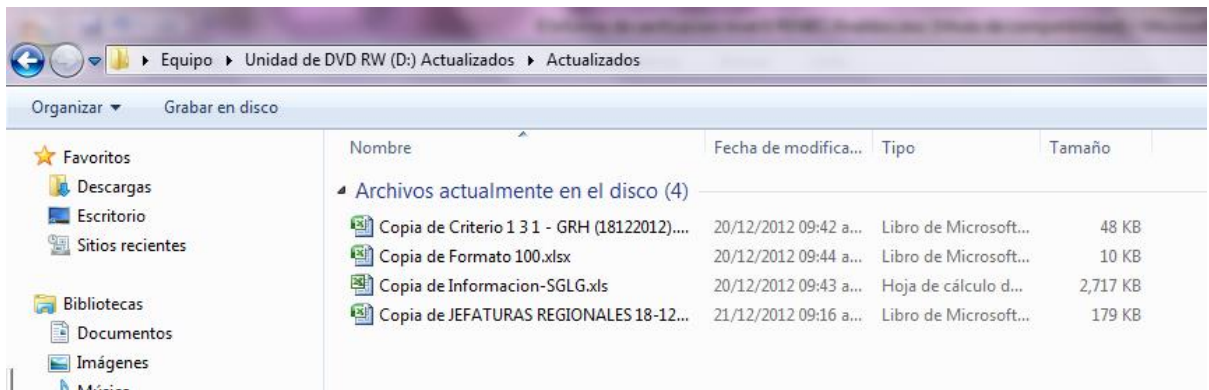 Equipo ▸ Unidad de DVD RW (D:) Actualizados ▸ Actualizados
Organizar Grabar en disco
Favoritos
Descargas
Escritorio
Sitios recientes
Bibliotecas
Documentos
Imágenes
Música
Nombre Fecha de modifica... Tipo Tamaño
Archivos actualmente en el disco (4)
Copia de Criterio 1 3 1 - GRH (18122012).... 20/12/2012 09:42 a... Libro de Microsoft... 48 KB
Copia de Formato 100.xlsx 20/12/2012 09:44 a... Libro de Microsoft... 10 KB
Copia de Informacion-SGLG.xls 20/12/2012 09:43 a... Hoja de cálculo d... 2,717 KB
Copia de JEFATURAS REGIONALES 18-12... 21/12/2012 09:16 a... Libro de Microsoft... 179 KB